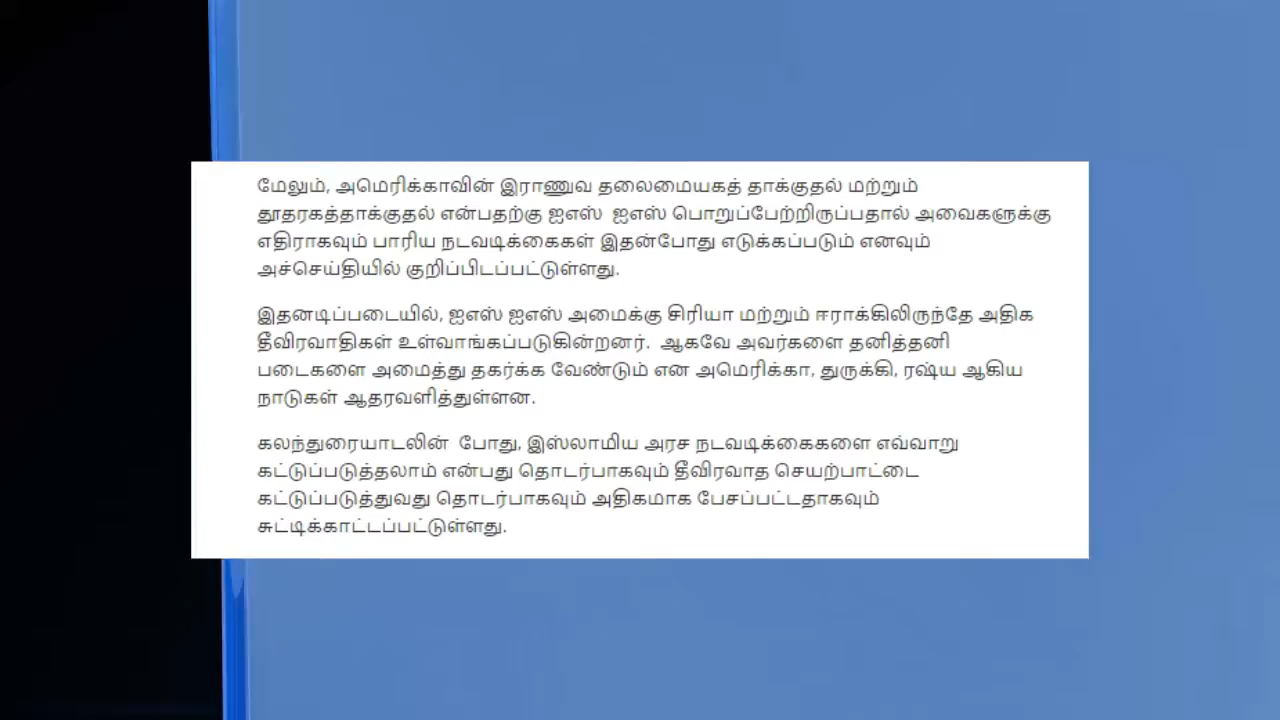 மேலும், அமெரிக்காவின் இராணுவ தலைமையகத் தாக்குதல் மற்றும்
தூதரகத்தாக்குதல் என்பதற்கு ஐஎஸ் ஐஎஸ் பொறுப்பேற்றிருப்பதால் அவைகளுக்கு
எதிராகவும் பாரிய நடவடிக்கைகள் இதன்போது எடுக்கப்படும் எனவும்
அச்செய்தியில் குறிப்பிடப்பட்டுள்ளது.
இதனடிப்படையில், ஐஎஸ் ஐஎஸ் அமைக்கு சிரியா மற்றும் ஈராக்கிலிருந்தே அதிக
தீவிரவாதிகள் உள்வாங்கப்படுகின்றனர். ஆகவே அவர்களை தனித்தனி
படைகளை அமைத்து தகர்க்க வேண்டும் என அமெரிக்கா, துருக்கி, ரஷ்ய ஆகிய
நாடுகள் ஆதரவளித்துள்ளன.
கலந்துரையாடலின் போது, இஸ்லாமிய அரச நடவடிக்கைகளை எவ்வாறு
கட்டுப்படுத்தலாம் என்பது தொடர்பாகவும் தீவிரவாத செயற்பாட்டை
கட்டுப்படுத்துவது தொடர்பாகவும் அதிகமாக பேசப்பட்டதாகவும்
சுட்டிக்காட்டப்பட்டுள்ளது.